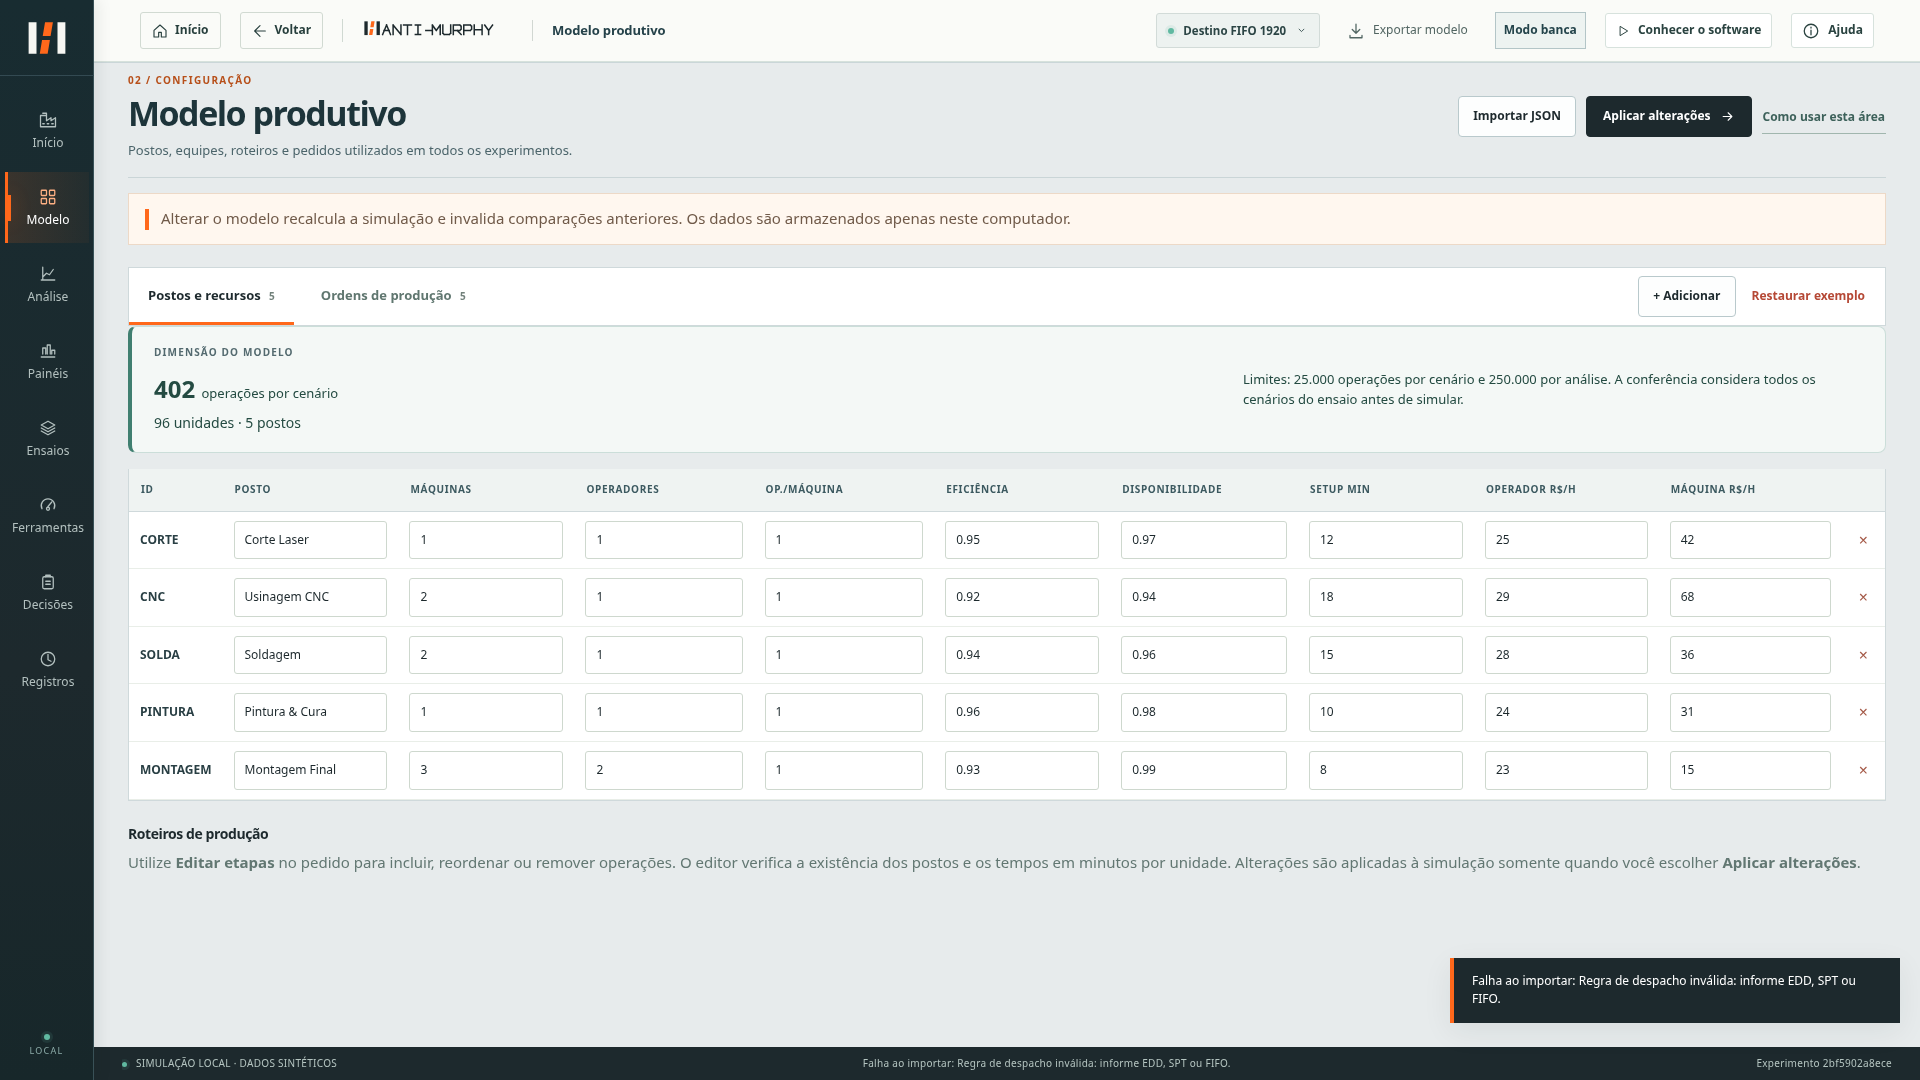 Início
Voltar
ANTI-MURPHY
Modelo produtivo
Destino FIFO 1920
Exportar modelo
Modo banca
Conhecer o software
Ajuda
Início
Modelo
Análise
Painéis
Ensaios
Ferramentas
Decisões
Registros
LOCAL
02 / CONFIGURAÇÃO
Modelo produtivo
Postos, equipes, roteiros e pedidos utilizados em todos os experimentos.
Importar JSON
Aplicar alterações →
Como usar esta área
Alterar o modelo recalcula a simulação e invalida comparações anteriores. Os dados são armazenados apenas neste computador.
Postos e recursos 5
Ordens de produção 5
+ Adicionar
Restaurar exemplo
DIMENSÃO DO MODELO
402 operações por cenário
96 unidades · 5 postos
Limites: 25.000 operações por cenário e 250.000 por análise. A conferência considera todos os
cenários do ensaio antes de simular.
ID POSTO MÁQUINAS OPERADORES OP./MÁQUINA EFICIÊNCIA DISPONIBILIDADE SETUP MIN OPERADOR R$/H MÁQUINA R$/H
CORTE Corte Laser 1 1 1 0.95 0.97 12 25 42 ×
CNC Usinagem CNC 2 1 1 0.92 0.94 18 29 68 ×
SOLDA Soldagem 2 1 1 0.94 0.96 15 28 36 ×
PINTURA Pintura & Cura 1 1 1 0.96 0.98 10 24 31 ×
MONTAGEM Montagem Final 3 2 1 0.93 0.99 8 23 15 ×
Roteiros de produção
Utilize Editar etapas no pedido para incluir, reordenar ou remover operações. O editor verifica a existência dos postos e os tempos em minutos por unidade. Alterações são aplicadas à simulação somente quando você escolher Aplicar alterações.
Falha ao importar: Regra de despacho inválida: informe EDD, SPT ou
FIFO.
SIMULAÇÃO LOCAL · DADOS SINTÉTICOS
Falha ao importar: Regra de despacho inválida: informe EDD, SPT ou FIFO.
Experimento 2bf5902a8ece